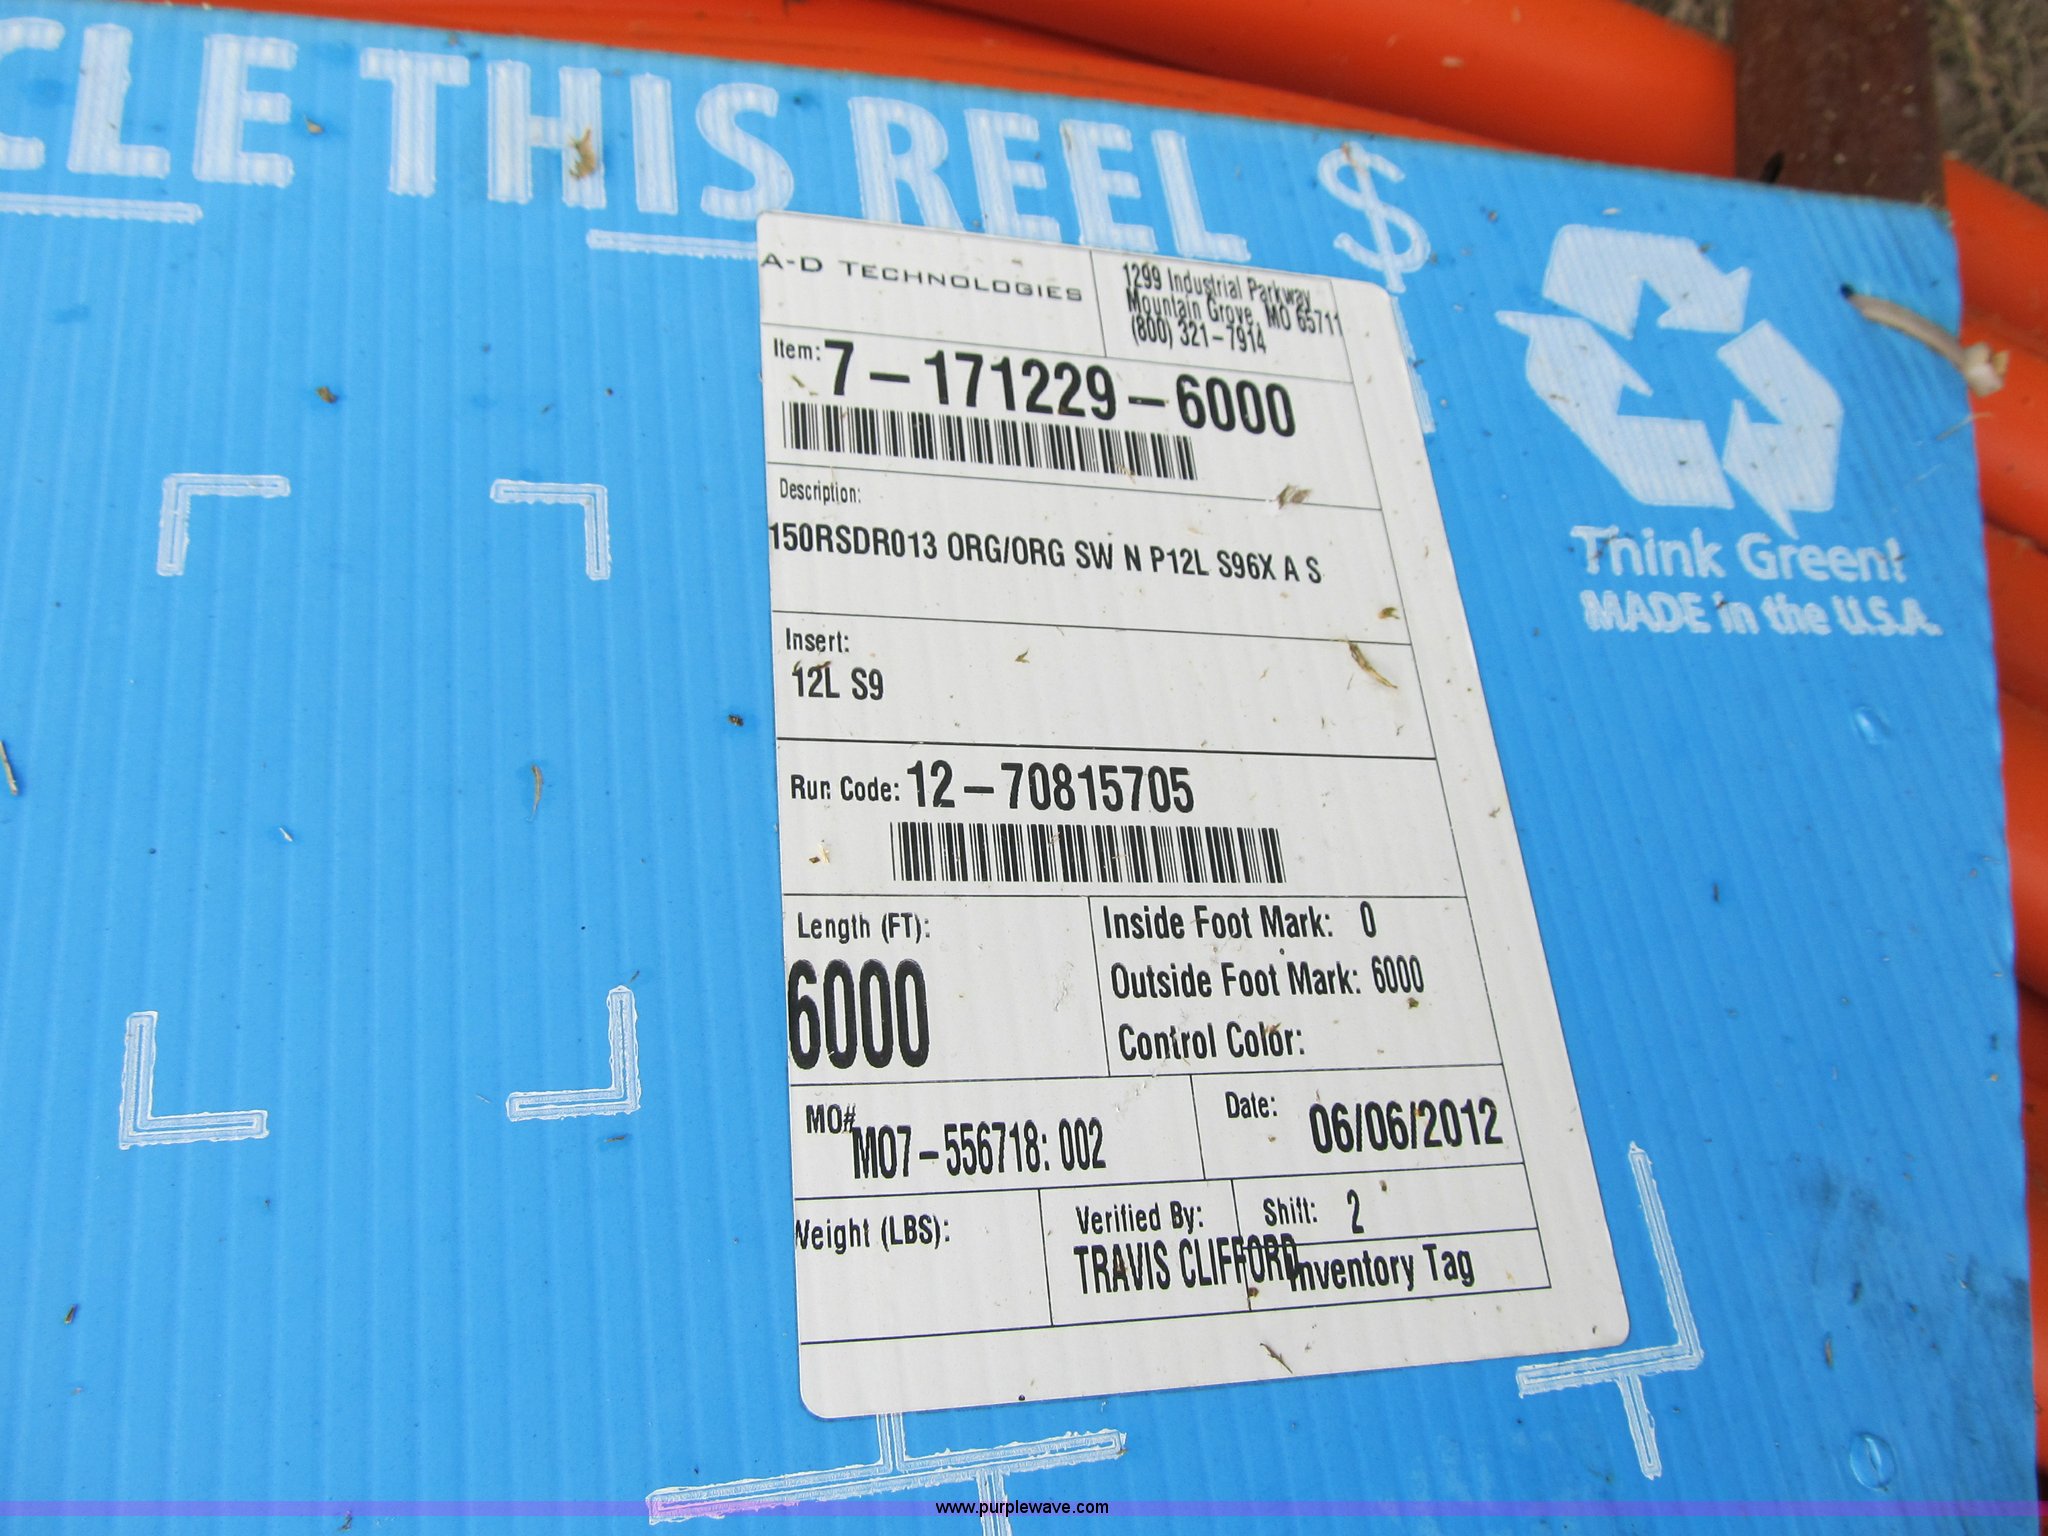 CLE THIS REEL $
A-D TECHNOLOGIES
1299 Industrial Parkway
Mountain Grove, MO 65711
(800) 321-7914
Item: 7-171229-6000
Description:
150RSDR013 ORG/ORG SW N P12L S96X A S
Insert:
12L S9
Run Code: 12-70815705
Length (FT):
6000
Inside Foot Mark: 0
Outside Foot Mark: 6000
Control Color:
MO#
MO7-556718: 002
Date: 06/06/2012
Weight (LBS):
Verified By:
TRAVIS CLIFFORD
Shift: 2
Inventory Tag
Think Green!
MADE in the U.S.A.
www.purplewave.com